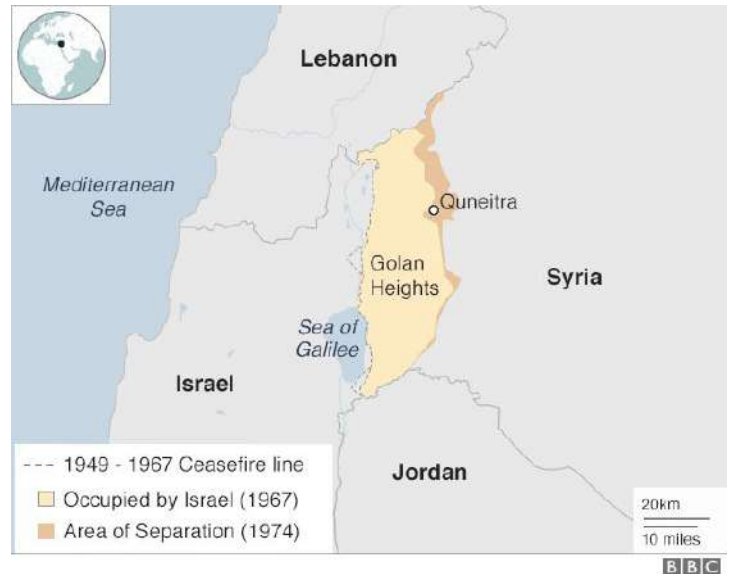 Lebanon
Mediterranean
Sea
Quneitra
Golan
Heights
Syria
Sea of
Galilee
Israel
Jordan
1949 - 1967 Ceasefire line
Occupied by Israel (1967)
Area of Separation (1974)
20km
10 miles
BBC